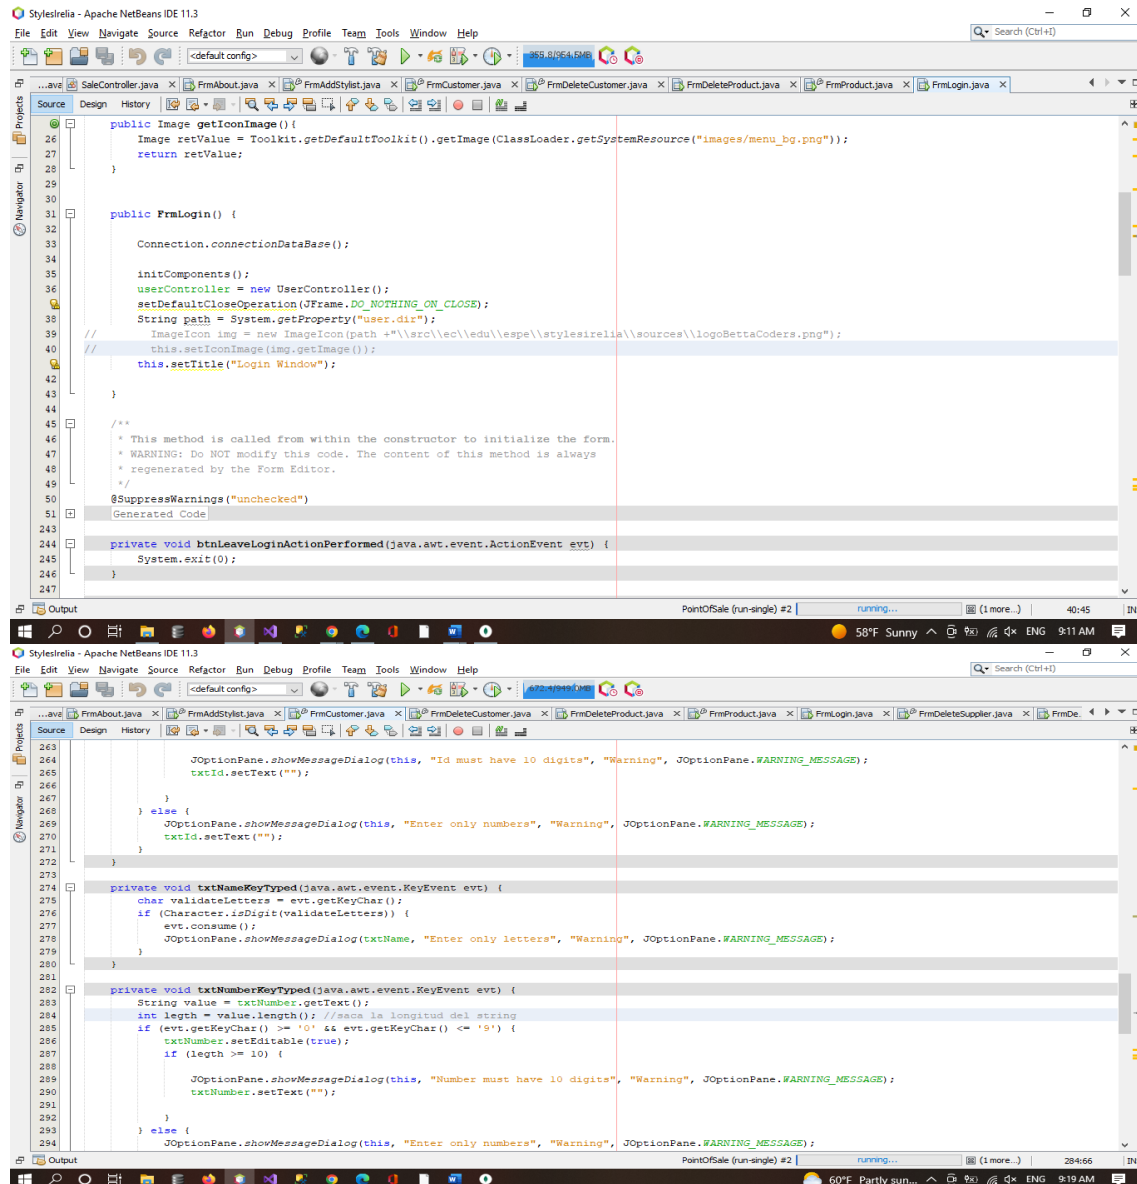 StylesIrelia - Apache NetBeans IDE 11.3
File Edit View Navigate Source Refactor Run Debug Profile Team Tools Window Help
Search (Ctrl+I)
<default config>
355.8/954.5MB
...ava SaleController.java FrmAbout.java FrmAddStylist.java FrmCustomer.java FrmDeleteCustomer.java FrmDeleteProduct.java FrmProduct.java FrmLogin.java
Source Design History
Projects
Navigator
public Image getIconImage(){
26 Image retValue = Toolkit.getDefaultToolkit().getImage(ClassLoader.getSystemResource("images/menu_bg.png"));
27 return retValue;
28 }
29
30
31 public FrmLogin() {
32
33 Connection.connectionDataBase();
34
35 initComponents();
36 userController = new UserController();
setDefaultCloseOperation(JFrame.DO_NOTHING_ON_CLOSE);
38 String path = System.getProperty("user.dir");
39 // ImageIcon img = new ImageIcon(path +"\\src\\ec\\edu\\espe\\stylesirelia\\sources\\logoBettaCoders.png");
40 // this.setIconImage(img.getImage());
this.setTitle("Login Window");
42
43 }
44
45 /**
46 * This method is called from within the constructor to initialize the form.
47 * WARNING: Do NOT modify this code. The content of this method is always
48 * regenerated by the Form Editor.
49 */
50 @SuppressWarnings("unchecked")
51 Generated Code
243
244 private void btnLeaveLoginActionPerformed(java.awt.event.ActionEvent evt) {
245 System.exit(0);
246 }
247
Output
PointOfSale (run-single) #2 running... (1 more...) 40:45 IN
58°F Sunny ENG 9:11 AM
StylesIrelia - Apache NetBeans IDE 11.3
File Edit View Navigate Source Refactor Run Debug Profile Team Tools Window Help
Search (Ctrl+I)
<default config>
672.4/949.0MB
...ava FrmAbout.java FrmAddStylist.java FrmCustomer.java FrmDeleteCustomer.java FrmDeleteProduct.java FrmProduct.java FrmLogin.java FrmDeleteSupplier.java FrmDe.
Source Design History
Projects
Navigator
263
264 JOptionPane.showMessageDialog(this, "Id must have 10 digits", "Warning", JOptionPane.WARNING_MESSAGE);
265 txtId.setText("");
266
267 }
268 } else {
269 JOptionPane.showMessageDialog(this, "Enter only numbers", "Warning", JOptionPane.WARNING_MESSAGE);
270 txtId.setText("");
271 }
272 }
273
274 private void txtNameKeyTyped(java.awt.event.KeyEvent evt) {
275 char validateLetters = evt.getKeyChar();
276 if (Character.isDigit(validateLetters)) {
277 evt.consume();
278 JOptionPane.showMessageDialog(txtName, "Enter only letters", "Warning", JOptionPane.WARNING_MESSAGE);
279 }
280 }
281
282 private void txtNumberKeyTyped(java.awt.event.KeyEvent evt) {
283 String value = txtNumber.getText();
284 int legth = value.length(); //saca la longitud del string
285 if (evt.getKeyChar() >= '0' && evt.getKeyChar() <= '9') {
286 txtNumber.setEditable(true);
287 if (legth >= 10) {
288
289 JOptionPane.showMessageDialog(this, "Number must have 10 digits", "Warning", JOptionPane.WARNING_MESSAGE);
290 txtNumber.setText("");
291
292 }
293 } else {
294 JOptionPane.showMessageDialog(this, "Enter only numbers", "Warning", JOptionPane.WARNING_MESSAGE);
Output
PointOfSale (run-single) #2 running... (1 more...) 284:66 IN
60°F Partly sun... ENG 9:19 AM